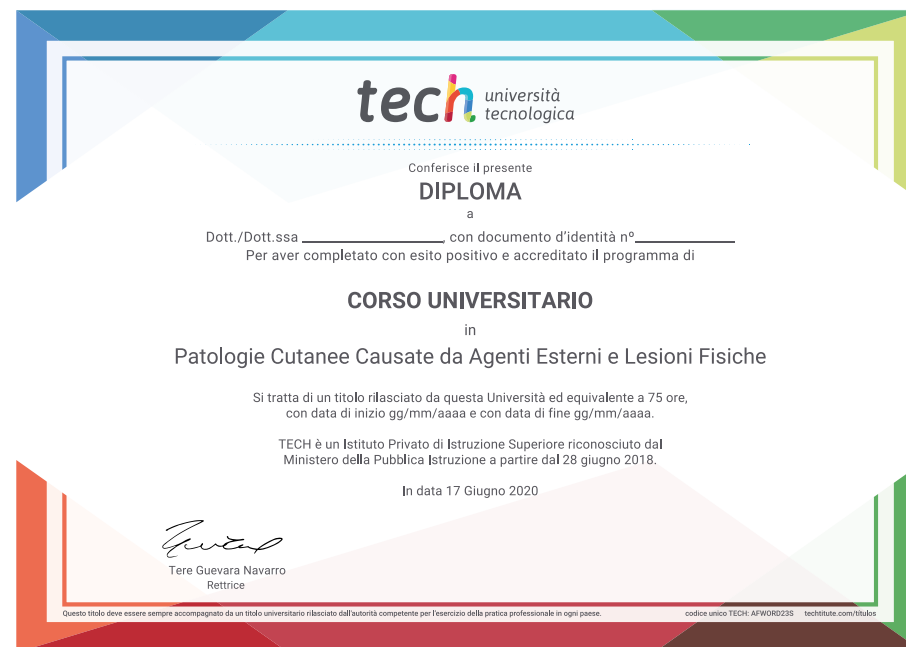 tech università
tecnologica
Conferisce il presente
DIPLOMA
a
Dott./Dott.ssa ___________________, con documento d'identità nº_____________
Per aver completato con esito positivo e accreditato il programma di
CORSO UNIVERSITARIO
in
Patologie Cutanee Causate da Agenti Esterni e Lesioni Fisiche
Si tratta di un titolo rilasciato da questa Università ed equivalente a 75 ore,
con data di inizio gg/mm/aaaa e con data di fine gg/mm/aaaa.
TECH è un Istituto Privato di Istruzione Superiore riconosciuto dal
Ministero della Pubblica Istruzione a partire dal 28 giugno 2018.
In data 17 Giugno 2020
Tere Guevara Navarro
Rettrice
Questo titolo deve essere sempre accompagnato da un titolo universitario rilasciato dall'autorità competente per l'esercizio della pratica professionale in ogni paese. codice unico TECH: AFWORD23S techtitute.com/títulos